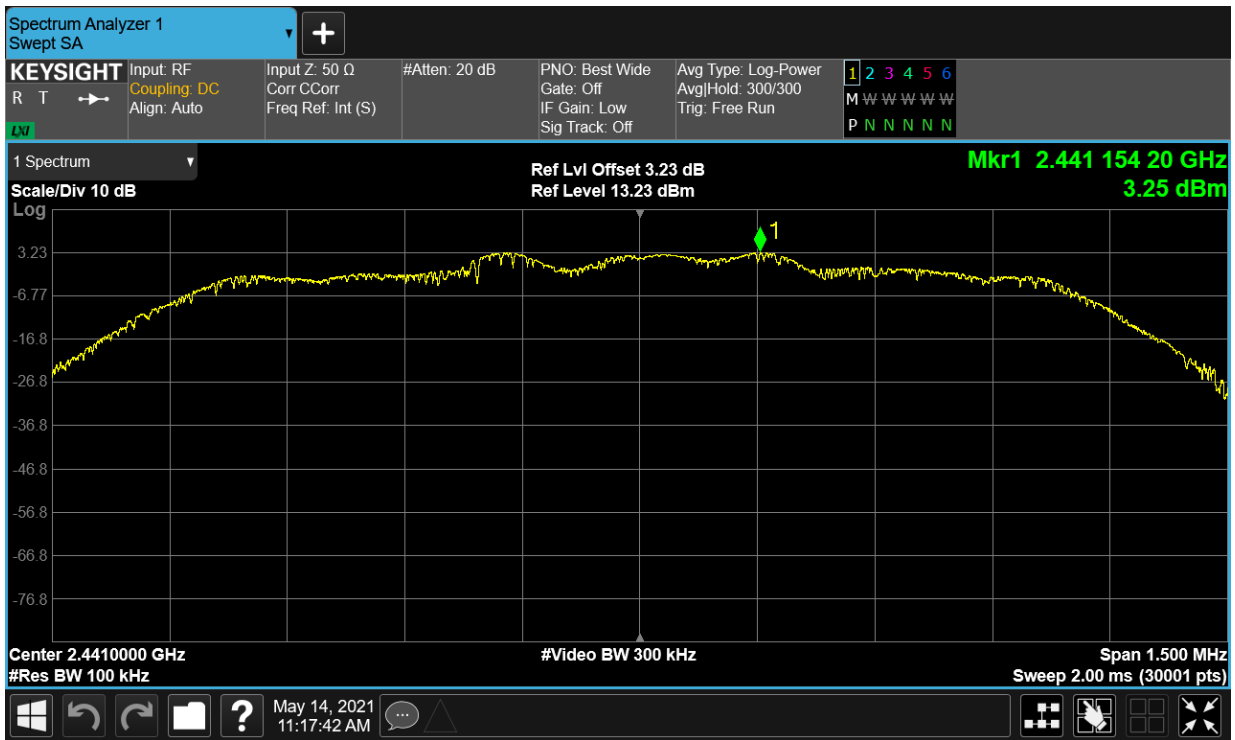 Spectrum Analyzer 1
Swept SA
KEYSIGHT
R T
LXI
Input: RF
Coupling: DC
Align: Auto
Input Z: 50 Ω
Corr CCorr
Freq Ref: Int (S)
#Atten: 20 dB
PNO: Best Wide
Gate: Off
IF Gain: Low
Sig Track: Off
Avg Type: Log-Power
Avg|Hold: 300/300
Trig: Free Run
1 2 3 4 5 6
M W W W W W
P N N N N N
1 Spectrum
Scale/Div 10 dB
Log
Ref Lvl Offset 3.23 dB
Ref Level 13.23 dBm
Mkr1 2.441 154 20 GHz
3.25 dBm
1
3.23
-6.77
-16.8
-26.8
-36.8
-46.8
-56.8
-66.8
-76.8
Center 2.4410000 GHz
#Res BW 100 kHz
#Video BW 300 kHz
Span 1.500 MHz
Sweep 2.00 ms (30001 pts)
?
May 14, 2021
11:17:42 AM